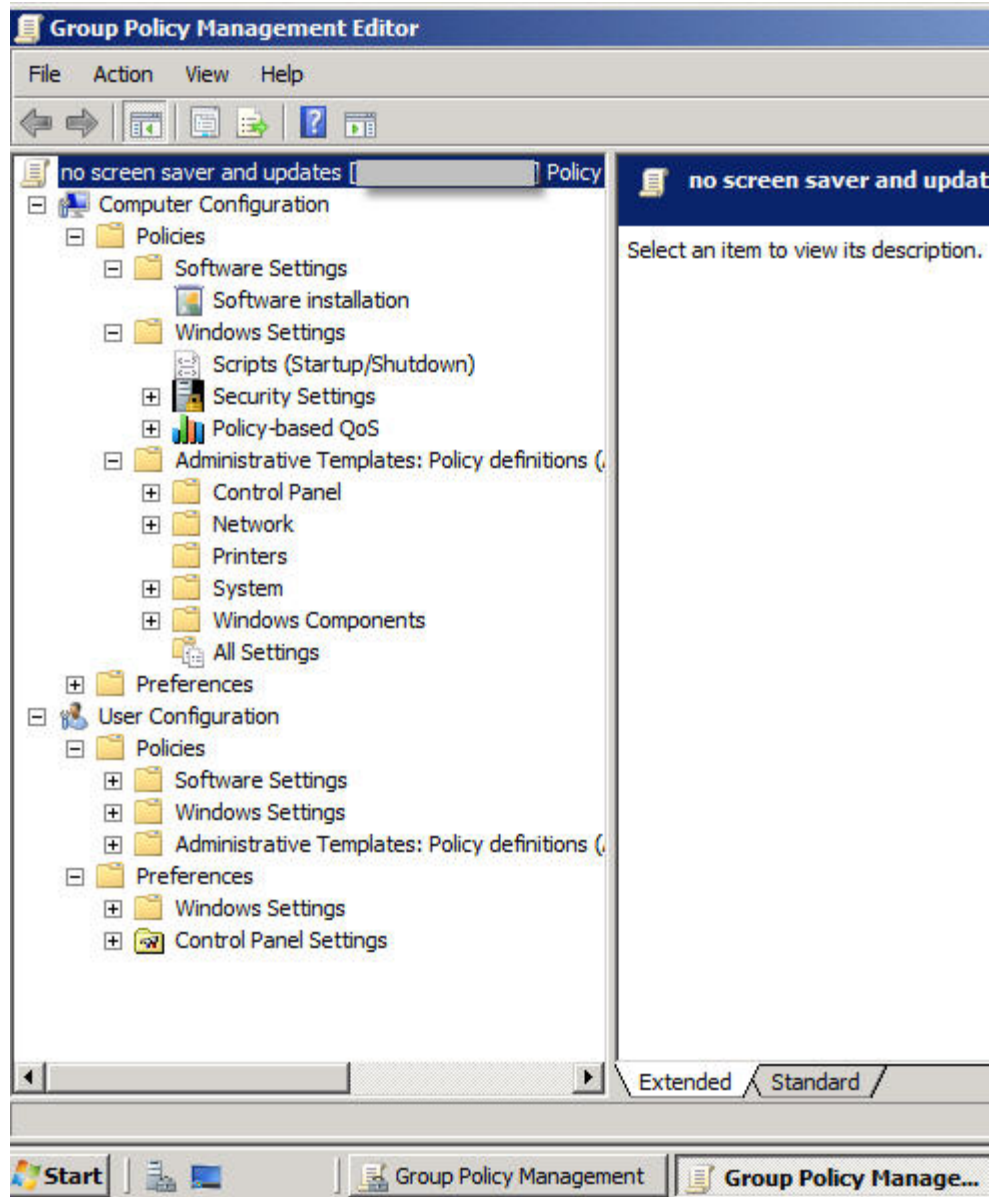 Group Policy Management Editor
File Action View Help
no screen saver and updates [ ] Policy
Computer Configuration
Policies
Software Settings
Software installation
Windows Settings
Scripts (Startup/Shutdown)
Security Settings
Policy-based QoS
Administrative Templates: Policy definitions (
Control Panel
Network
Printers
System
Windows Components
All Settings
Preferences
User Configuration
Policies
Software Settings
Windows Settings
Administrative Templates: Policy definitions (
Preferences
Windows Settings
Control Panel Settings
no screen saver and updat
Select an item to view its description.
Extended Standard
Start Group Policy Management Group Policy Manage...